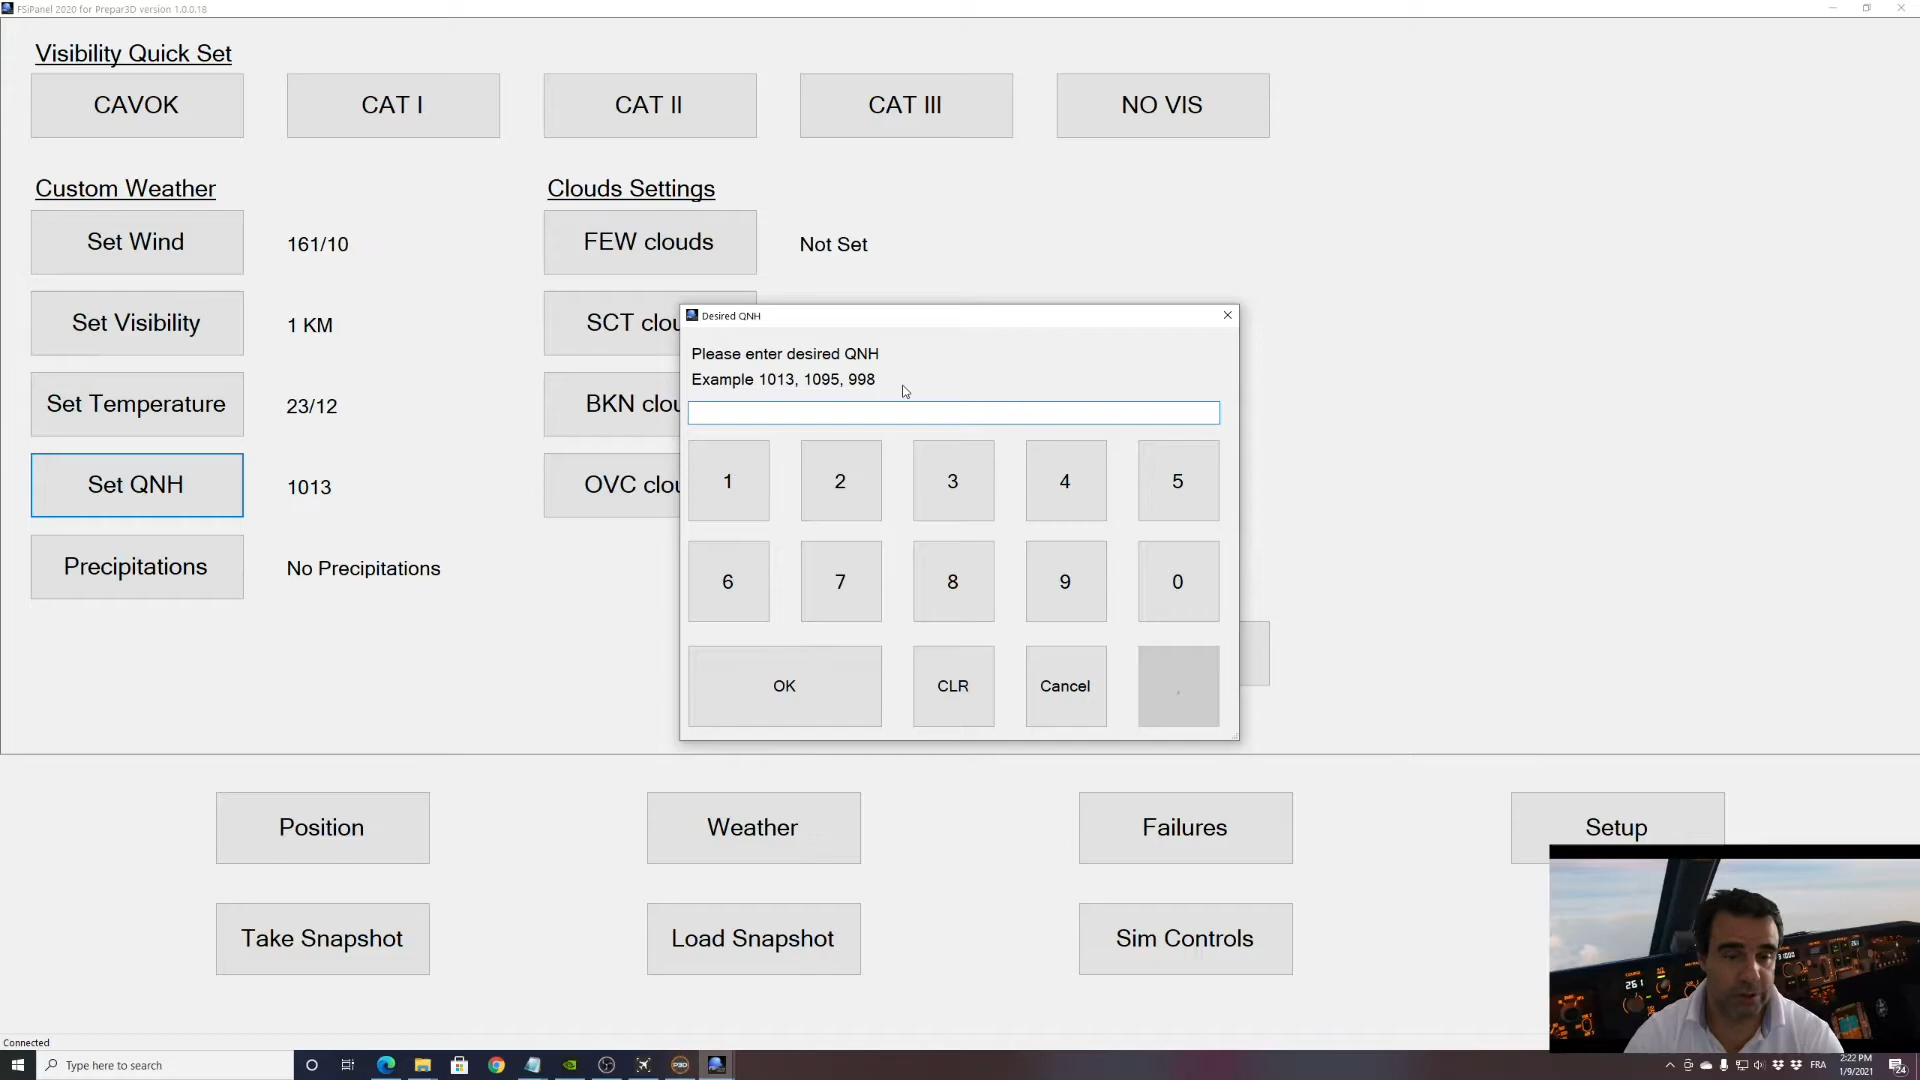 FSiPanel 2020 for Prepar3D version 1.0.0.18
Visibility Quick Set
CAVOK
CAT I
CAT II
CAT III
NO VIS
Custom Weather
Clouds Settings
Set Wind
161/10
FEW clouds
Not Set
Set Visibility
1 KM
SCT clou
Set Temperature
23/12
BKN clou
Set QNH
1013
OVC clou
Precipitations
No Precipitations
Desired QNH
Please enter desired QNH
Example 1013, 1095, 998
1
2
3
4
5
6
7
8
9
0
OK
CLR
Cancel
,
Position
Weather
Failures
Setup
Take Snapshot
Load Snapshot
Sim Controls
COURSE
261
Connected
Type here to search
P3D
FRA
2:22 PM
1/9/2021
24